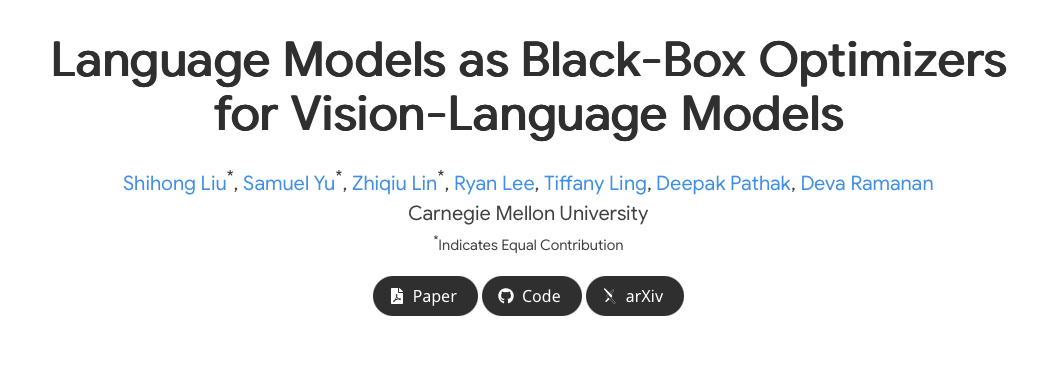 Language Models as Black-Box Optimizers
for Vision-Language Models
Shihong Liu*, Samuel Yu*, Zhiqiu Lin*, Ryan Lee, Tiffany Ling, Deepak Pathak, Deva Ramanan
Carnegie Mellon University
*Indicates Equal Contribution
Paper Code arXiv